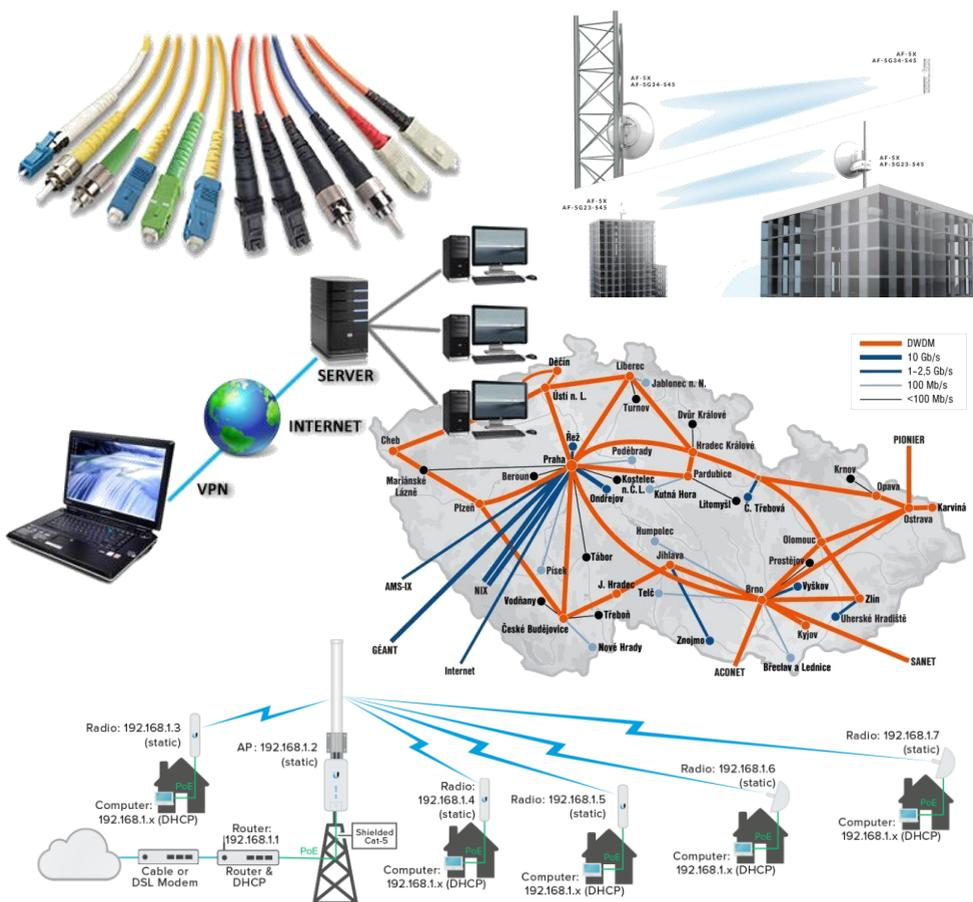 AF-5X
AF-5G34-S45
AF-5X
AF-5G34-S45
AF-5X
AF-5G23-S45
AF-5X
AF-5G23-S45
SERVER
INTERNET
VPN
DWDM
10 Gb/s
1–2,5 Gb/s
100 Mb/s
<100 Mb/s
Děčín
Liberec
Jablonec n. N.
Ústí n. L.
Turnov
Dvůr Králové
Cheb
Řež
Praha
Poděbrady
Hradec Králové
PIONIER
Mariánské
Lázně
Beroun
Kostelec
n.Č.L.
Pardubice
Krnov
Opava
Ondřejov
Kutná Hora
Litomyšl
Č. Třebová
Karviná
Ostrava
Plzeň
Humpolec
Olomouc
Jihlava
Prostějov
Tábor
Písek
AMS-IX
NIX
J. Hradec
Telč
Brno
Vyškov
Zlín
Vodňany
Třeboň
Uherské Hradiště
České Budějovice
Kyjov
GÉANT
Nové Hrady
Znojmo
SANET
Internet
ACONET
Břeclav a Lednice
Radio: 192.168.1.3
(static)
AP : 192.168.1.2
(static)
Radio: 192.168.1.7
(static)
Radio: 192.168.1.6
(static)
Radio:
192.168.1.4
(static)
Radio: 192.168.1.5
(static)
PoE
Computer:
192.168.1.x (DHCP)
PoE
Computer:
192.168.1.x (DHCP)
Router:
192.168.1.1
Shielded
Cat-5
PoE
PoE
PoE
PoE
Cable or
DSL Modem
Router &
DHCP
Computer:
192.168.1.x (DHCP)
Computer:
192.168.1.x (DHCP)
Computer:
192.168.1.x (DHCP)